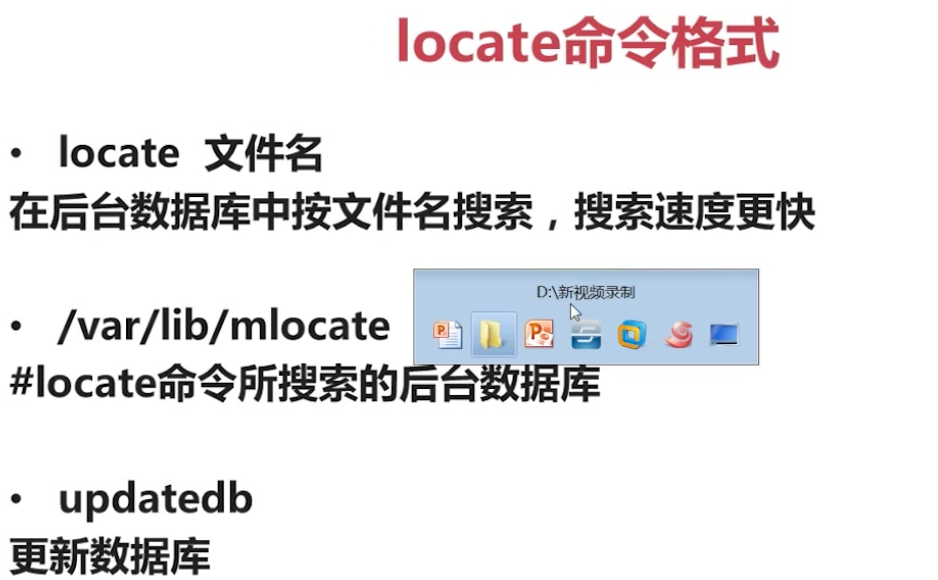 locate命令格式
• locate 文件名
在后台数据库中按文件名搜索，搜索速度更快
D:\新视频录制
• /var/lib/mlocate
#locate命令所搜索的后台数据库
• updatedb
更新数据库